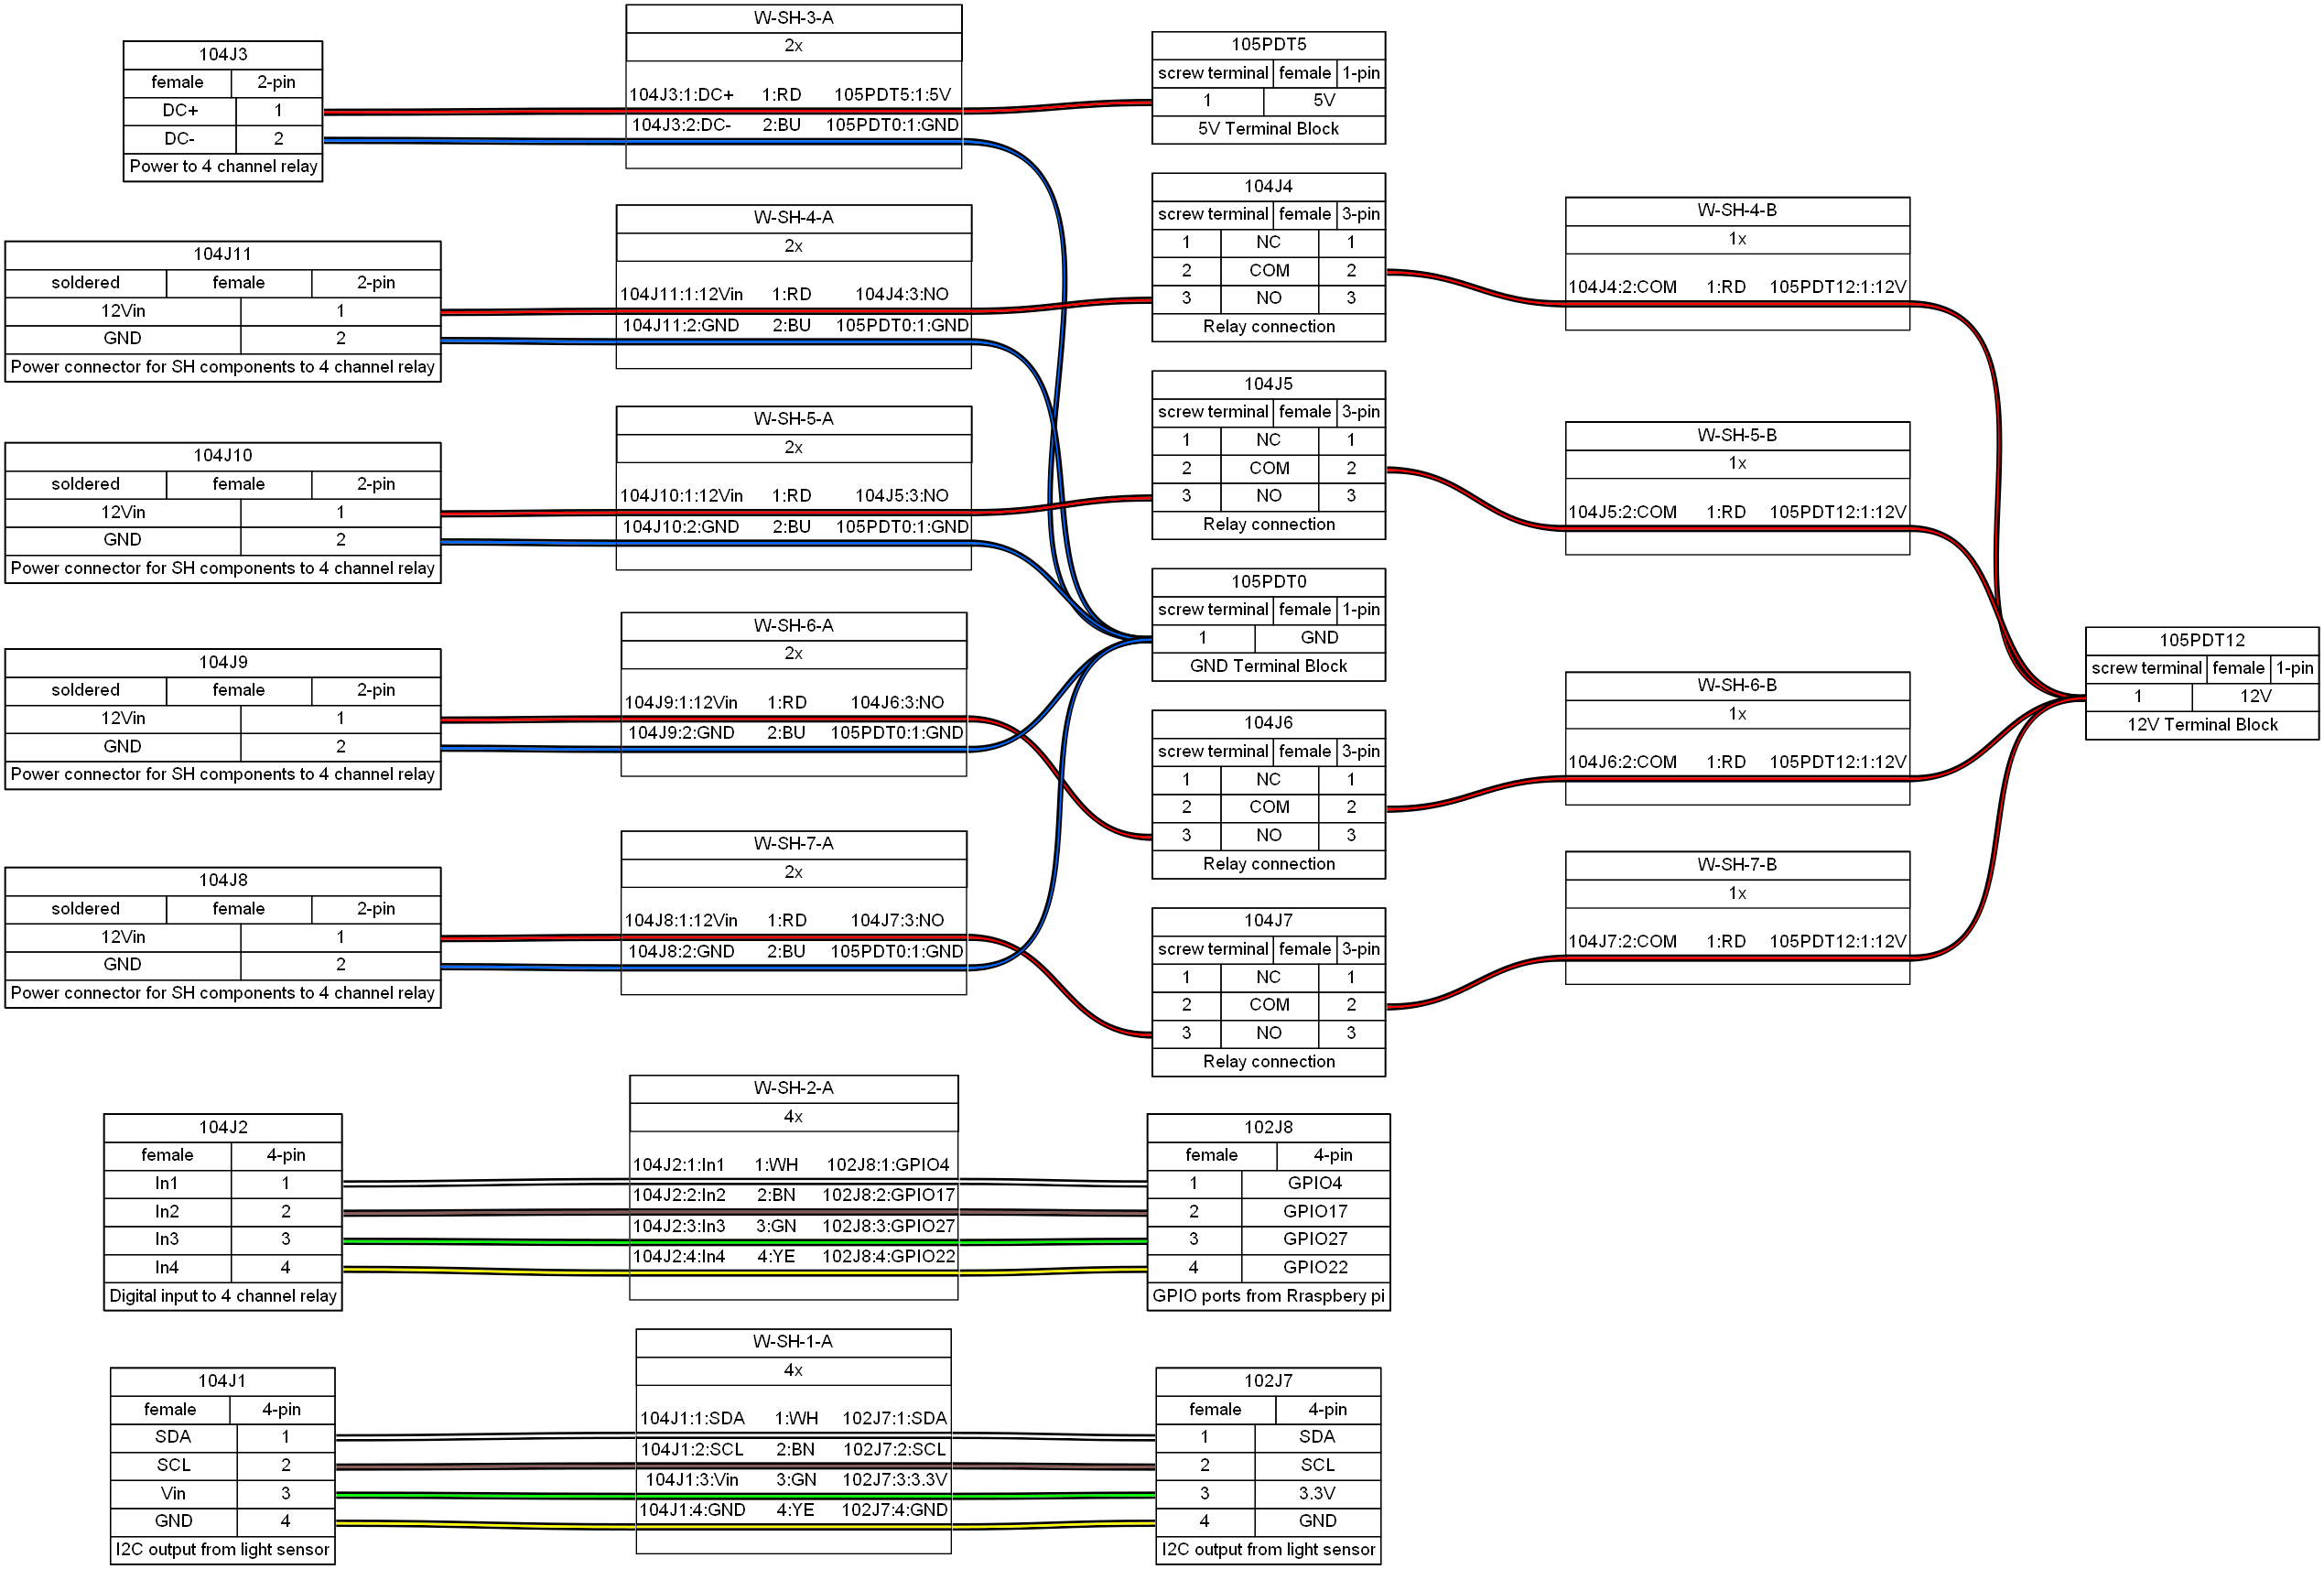 104J3
female 2-pin
DC+ 1
DC- 2
Power to 4 channel relay
W-SH-3-A
2x
104J3:1:DC+ 1:RD 105PDT5:1:5V
104J3:2:DC- 2:BU 105PDT0:1:GND
105PDT5
screw terminal female 1-pin
1 5V
5V Terminal Block
104J11
soldered female 2-pin
12Vin 1
GND 2
Power connector for SH components to 4 channel relay
W-SH-4-A
2x
104J11:1:12Vin 1:RD 104J4:3:NO
104J11:2:GND 2:BU 105PDT0:1:GND
104J4
screw terminal female 3-pin
1 NC 1
2 COM 2
3 NO 3
Relay connection
W-SH-4-B
1x
104J4:2:COM 1:RD 105PDT12:1:12V
104J10
soldered female 2-pin
12Vin 1
GND 2
Power connector for SH components to 4 channel relay
W-SH-5-A
2x
104J10:1:12Vin 1:RD 104J5:3:NO
104J10:2:GND 2:BU 105PDT0:1:GND
104J5
screw terminal female 3-pin
1 NC 1
2 COM 2
3 NO 3
Relay connection
W-SH-5-B
1x
104J5:2:COM 1:RD 105PDT12:1:12V
105PDT0
screw terminal female 1-pin
1 GND
GND Terminal Block
104J9
soldered female 2-pin
12Vin 1
GND 2
Power connector for SH components to 4 channel relay
W-SH-6-A
2x
104J9:1:12Vin 1:RD 104J6:3:NO
104J9:2:GND 2:BU 105PDT0:1:GND
104J6
screw terminal female 3-pin
1 NC 1
2 COM 2
3 NO 3
Relay connection
W-SH-6-B
1x
104J6:2:COM 1:RD 105PDT12:1:12V
105PDT12
screw terminal female 1-pin
1 12V
12V Terminal Block
104J8
soldered female 2-pin
12Vin 1
GND 2
Power connector for SH components to 4 channel relay
W-SH-7-A
2x
104J8:1:12Vin 1:RD 104J7:3:NO
104J8:2:GND 2:BU 105PDT0:1:GND
104J7
screw terminal female 3-pin
1 NC 1
2 COM 2
3 NO 3
Relay connection
W-SH-7-B
1x
104J7:2:COM 1:RD 105PDT12:1:12V
104J2
female 4-pin
In1 1
In2 2
In3 3
In4 4
Digital input to 4 channel relay
W-SH-2-A
4x
104J2:1:In1 1:WH 102J8:1:GPIO4
104J2:2:In2 2:BN 102J8:2:GPIO17
104J2:3:In3 3:GN 102J8:3:GPIO27
104J2:4:In4 4:YE 102J8:4:GPIO22
102J8
female 4-pin
1 GPIO4
2 GPIO17
3 GPIO27
4 GPIO22
GPIO ports from Rraspbery pi
104J1
female 4-pin
SDA 1
SCL 2
Vin 3
GND 4
I2C output from light sensor
W-SH-1-A
4x
104J1:1:SDA 1:WH 102J7:1:SDA
104J1:2:SCL 2:BN 102J7:2:SCL
104J1:3:Vin 3:GN 102J7:3:3.3V
104J1:4:GND 4:YE 102J7:4:GND
102J7
female 4-pin
1 SDA
2 SCL
3 3.3V
4 GND
I2C output from light sensor